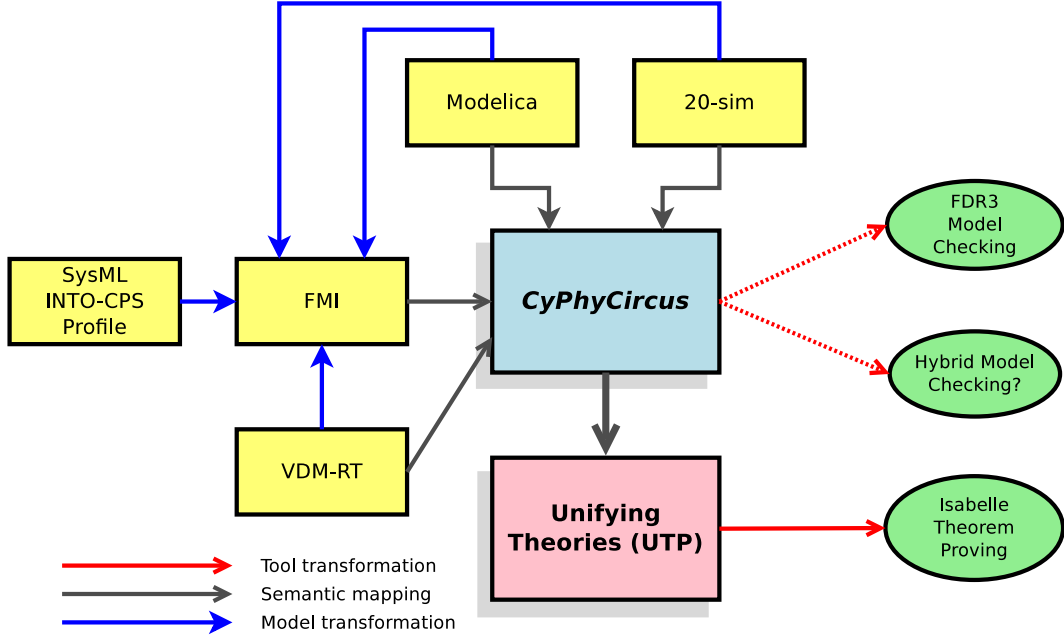 Modelica
20-sim
FDR3
Model
Checking
SysML
INTO-CPS
Profile
FMI
CyPhyCircus
Hybrid Model
Checking?
VDM-RT
Unifying
Theories (UTP)
Isabelle
Theorem
Proving
Tool transformation
Semantic mapping
Model transformation